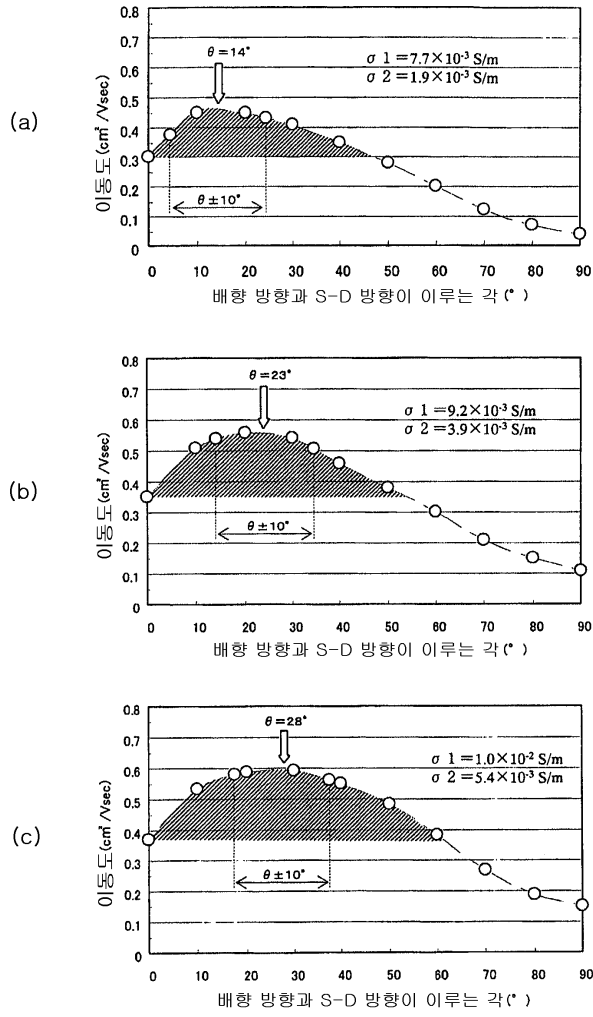 (a)
이동도(cm²/Vsec)
0.8
0.7
0.6
0.5
0.4
0.3
0.2
0.1
0
θ=14°
σ 1 =7.7×10⁻³ S/m
σ 2 =1.9×10⁻³ S/m
θ±10°
0 10 20 30 40 50 60 70 80 90
배향 방향과 S-D 방향이 이루는 각(°)
(b)
이동도(cm²/Vsec)
0.8
0.7
0.6
0.5
0.4
0.3
0.2
0.1
0
θ=23°
σ 1 =9.2×10⁻³ S/m
σ 2 =3.9×10⁻³ S/m
θ±10°
0 10 20 30 40 50 60 70 80 90
배향 방향과 S-D 방향이 이루는 각(°)
(c)
이동도(cm²/Vsec)
0.8
0.7
0.6
0.5
0.4
0.3
0.2
0.1
0
θ=28°
σ 1 =1.0×10⁻² S/m
σ 2 =5.4×10⁻³ S/m
θ±10°
0 10 20 30 40 50 60 70 80 90
배향 방향과 S-D 방향이 이루는 각(°)